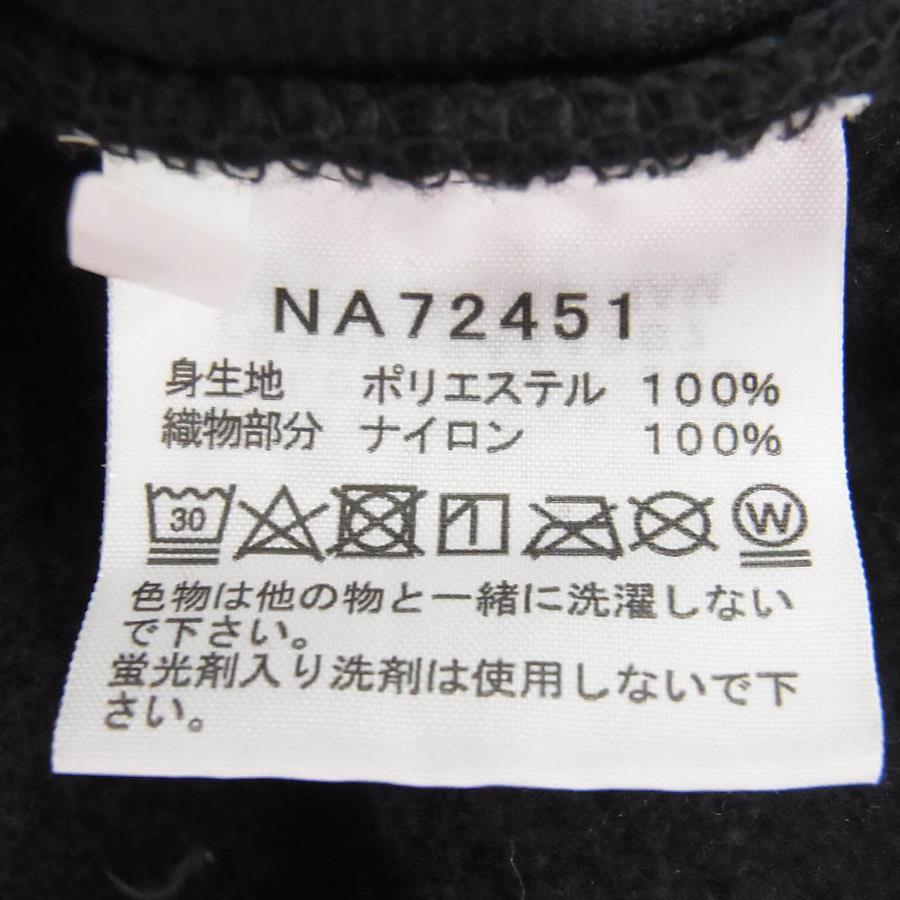 NA72451
身生地 ポリエステル 100%
織物部分 ナイロン 100%
30 W
色物は他の物と一緒に洗濯しない
で下さい。
蛍光剤入り洗剤は使用しないで下
さい。